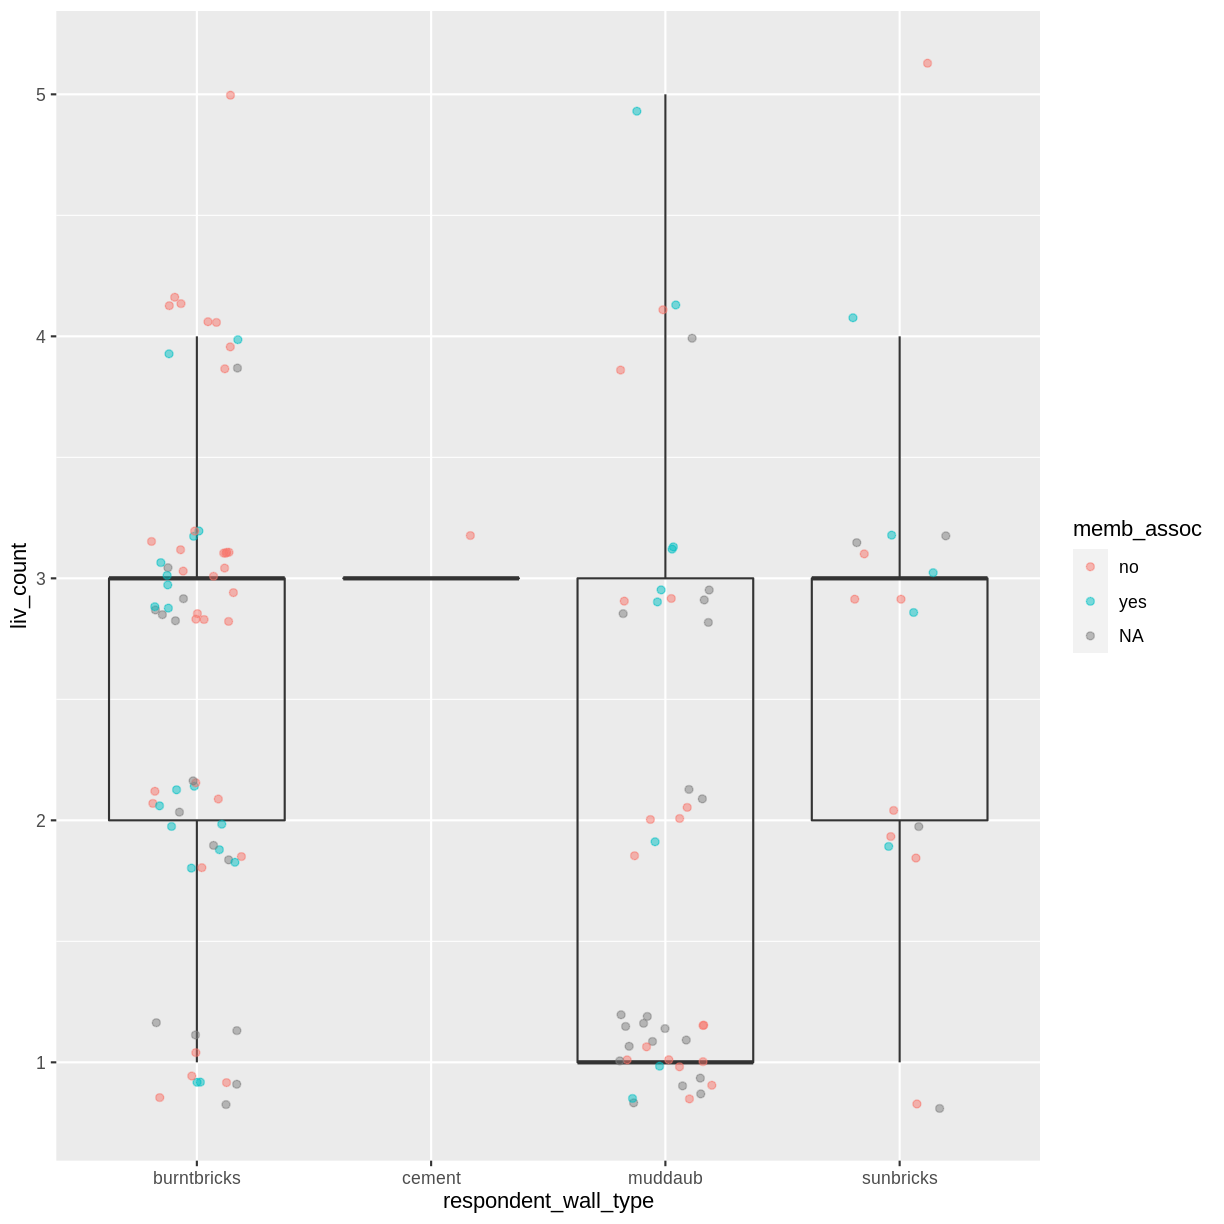 5
4
3
2
1
liv_count
burntbricks cement muddaub sunbricks
respondent_wall_type
memb_assoc
no
yes
NA